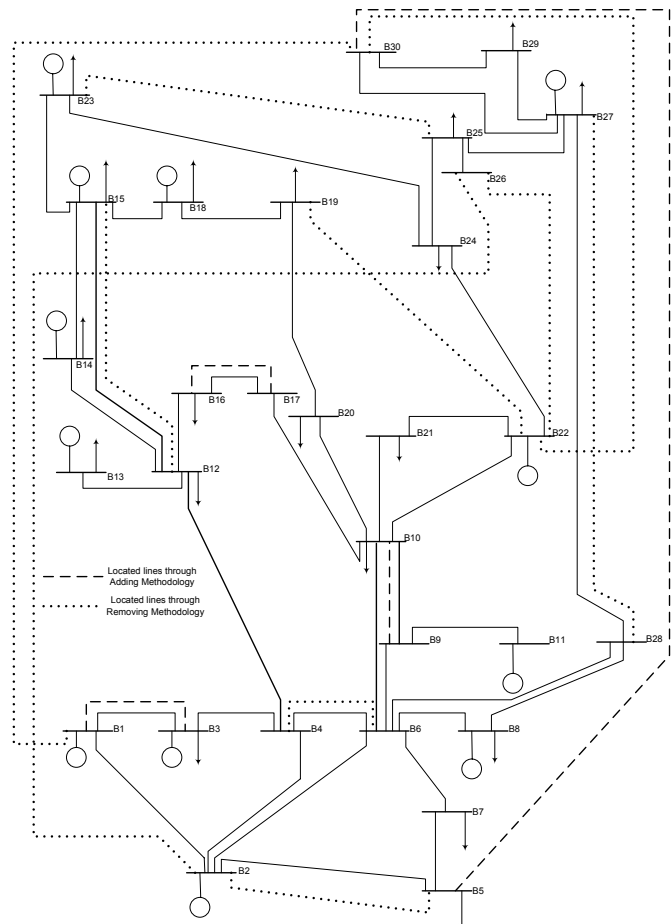 B30
B29
B23
B27
B25
B26
B15
B18
B19
B24
B14
B16
B17
B20
B21
B22
B12
B13
B10
Located lines through
Adding Methodology
Located lines through
Removing Methodology
B9
B11
B28
B1
B3
B4
B6
B8
B7
B2
B5